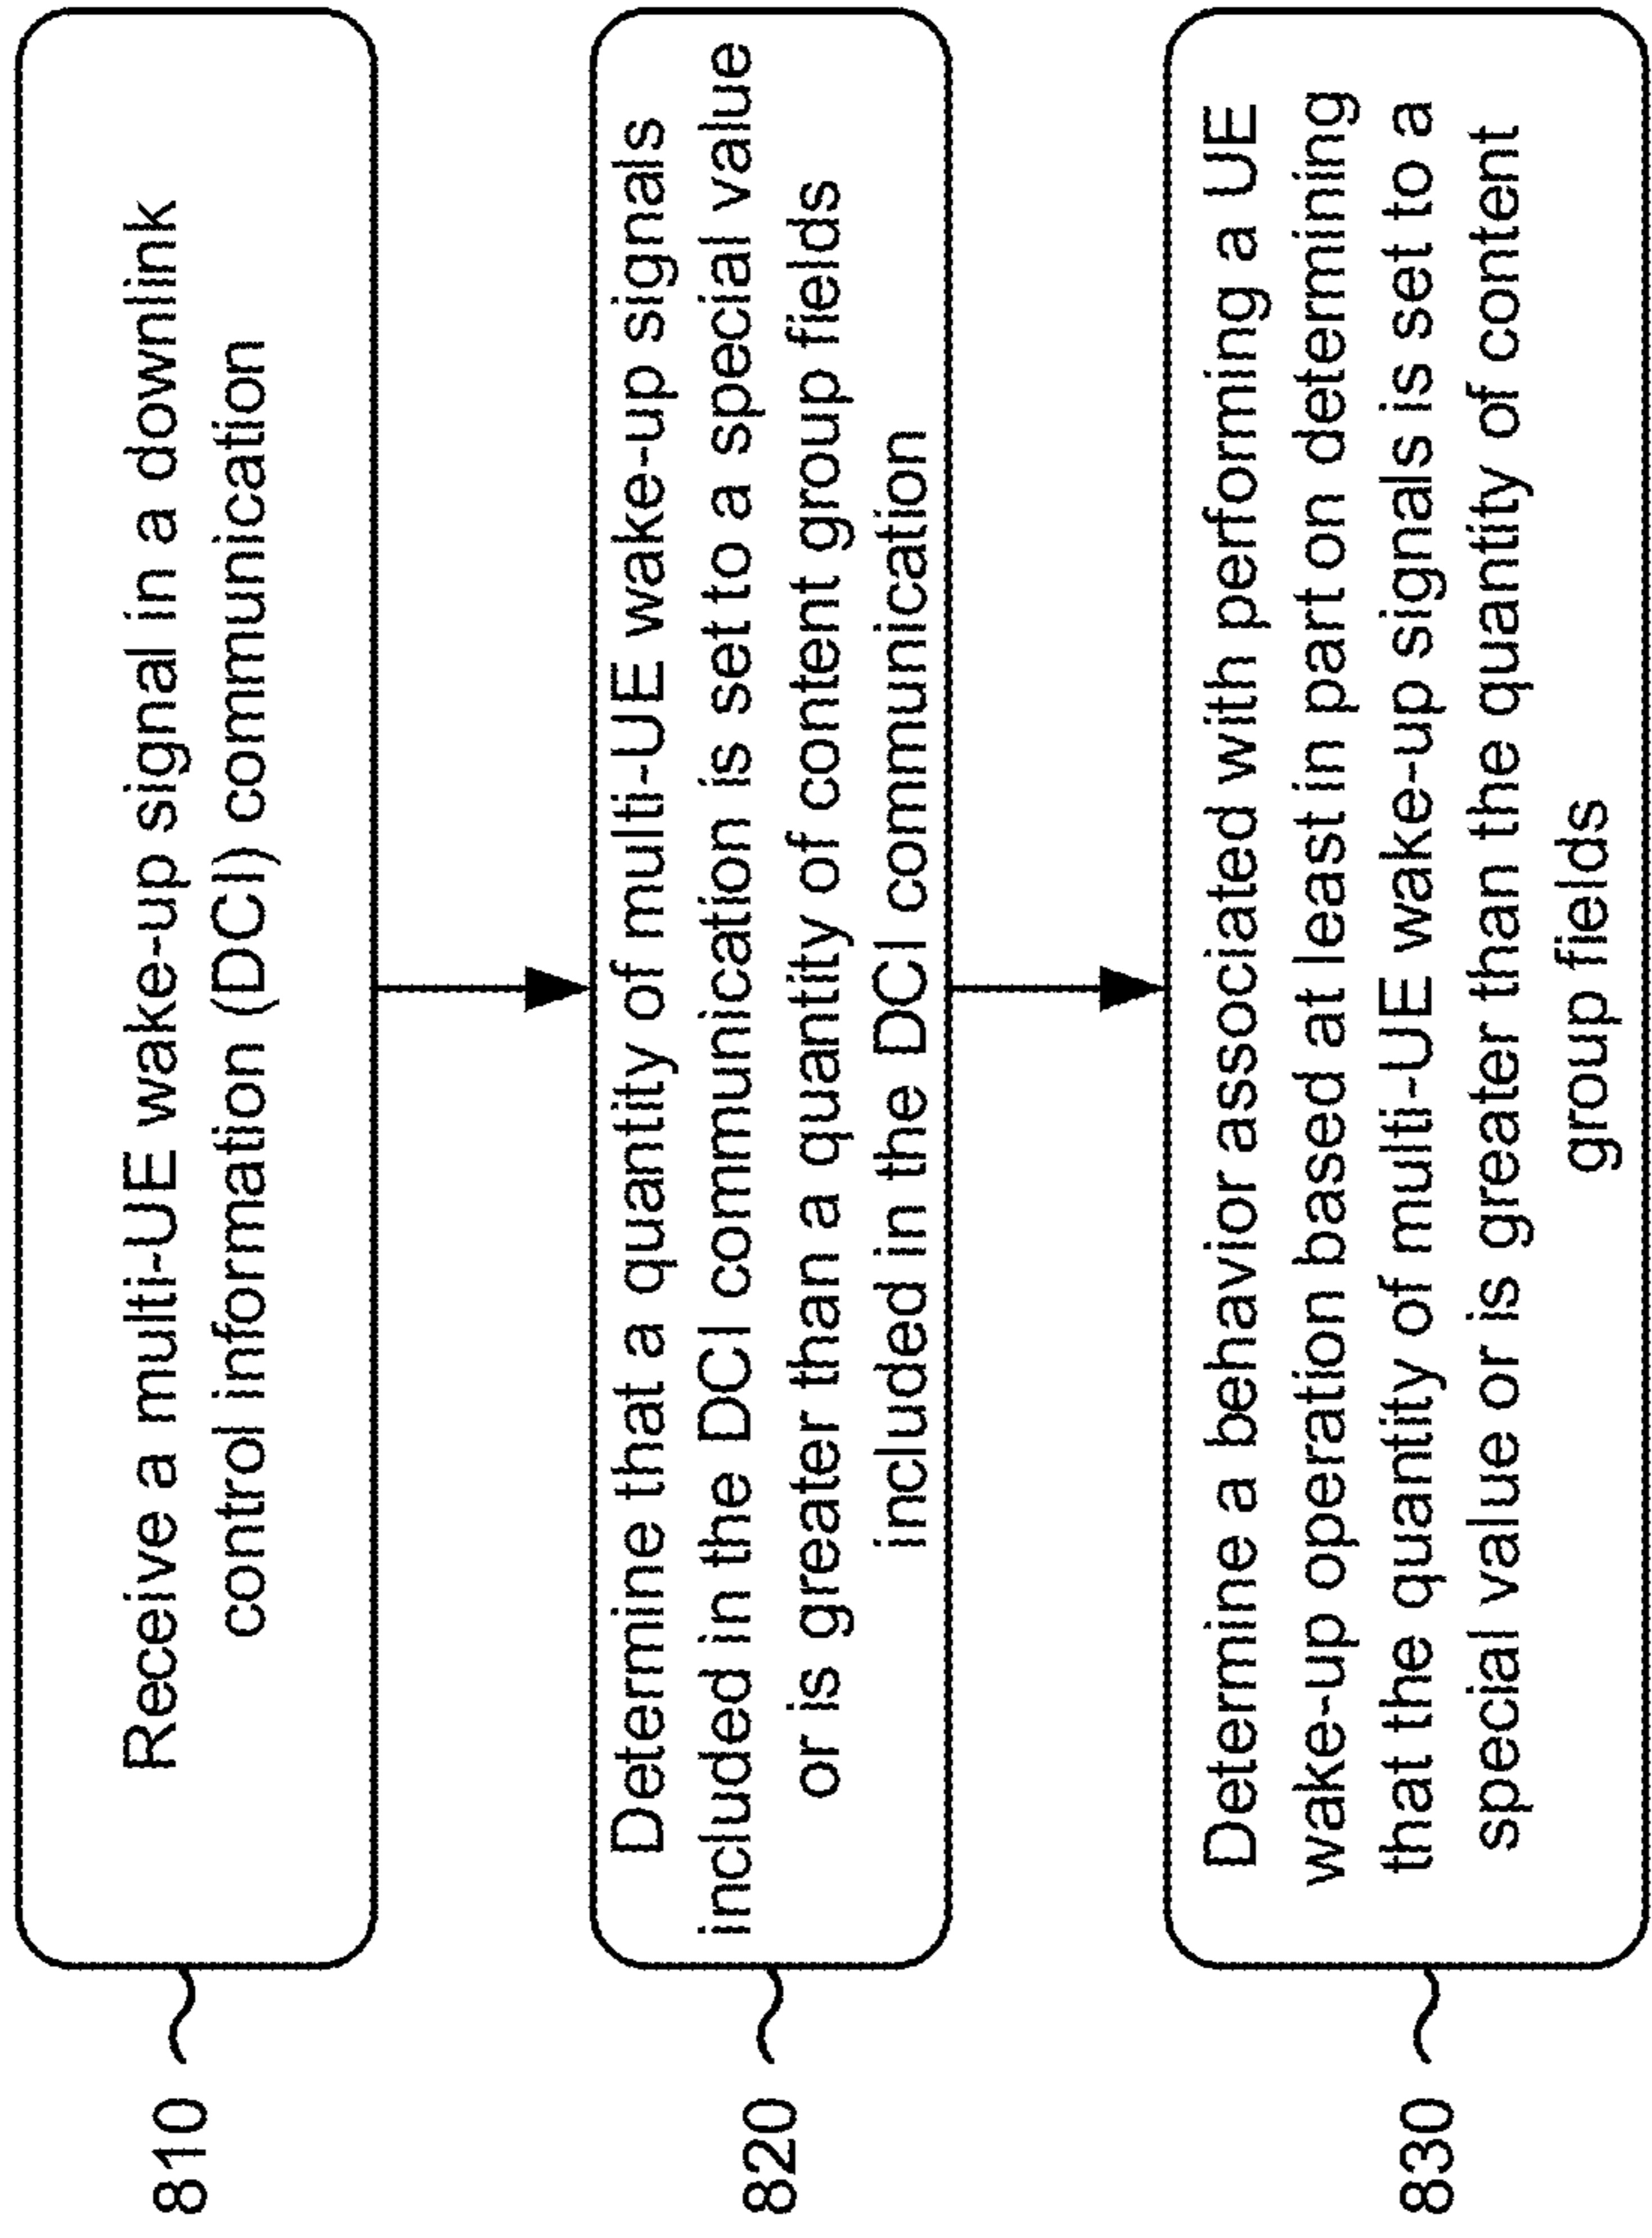 810
Receive a multi-UE wake-up signal in a downlink
control information (DCI) communication
820
Determine that a quantity of multi-UE wake-up signals
included in the DCI communication is set to a special value
or is greater than a quantity of content group fields
included in the DCI communication
830
Determine a behavior associated with performing a UE
wake-up operation based at least in part on determining
that the quantity of multi-UE wake-up signals is set to a
special value or is greater than the quantity of content
group fields